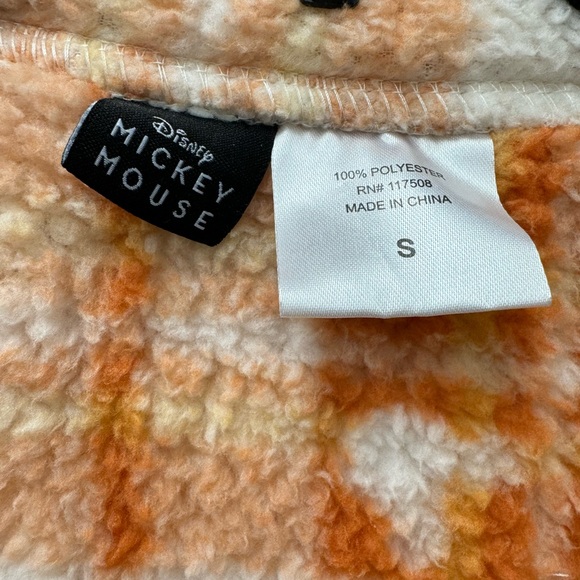 Disney
MICKEY
MOUSE
100% POLYESTER
RN# 117508
MADE IN CHINA
S